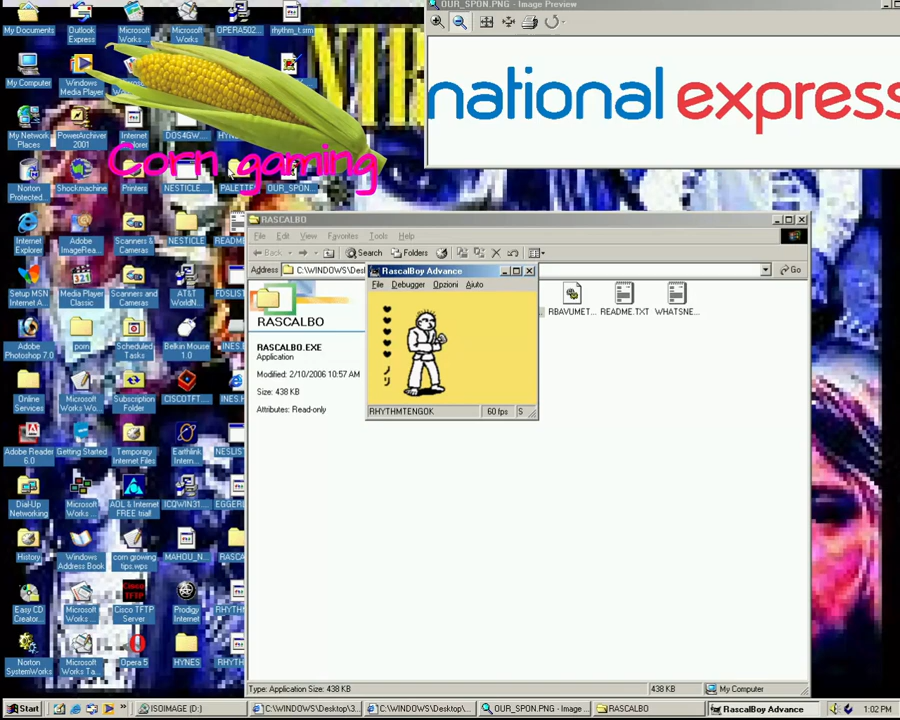 OUR_SPON.PNG - Image Preview
national express
Corn gaming
My Documents
Outlook Express
Microsoft W...
Microsoft Wo...
OPERA502...
rhythm_t.smc
My Computer
Windows Media Player
My Network Places
PowerArchiver 2001
Internet Explorer
DOS4GW...
Norton Protected...
Shockmachine
Printers
NESTICLE...
PALETTE
OUR_SPON...
Internet Explorer
Adobe ImageRea...
Scanners & Cameras
NESTICLE
README
Setup MSN Internet A...
Media Player Classic
Scanners and Cameras
AT&T WorldN...
FDSLIST
Adobe Photoshop 7.0
porn
Scheduled Tasks
Belkin Mouse 1.0
INES.
Online Services
Microsoft Works Wo...
Subscription Folder
CISCOTFT...
INES.H
Adobe Reader 6.0
Getting Started
Temporary Internet Files
Earthlink Intern...
NESLIST
Dial-Up Networking
Microsoft Works...
AOL & Internet FREE trial!
ICQWIN31...
EGGERI
History
Windows Address Book
corn growing tips.wps
MAHOU_N...
RASCA
Easy CD Creator...
Microsoft Works ...
Cisco TFTP Server
Prodigy Internet
RHYTH
Norton SystemWorks
Microsoft Works Ta...
Opera 5
HYNES
RHYTH
RASCALBO
File Edit View Favorites Tools Help
Back
Search
Folders
Address
C:\WINDOWS\Desl
Go
RASCALBO
RASCALBO.EXE
Application
Modified: 2/10/2006 10:57 AM
Size: 438 KB
Attributes: Read-only
RBAVUMET...
README.TXT
WHATSNE...
RascalBoy Advance
File Debugger Opzioni Aiuto
ノリ
RHYTHMTENGOK
60 fps
S
Type: Application Size: 438 KB
438 KB
My Computer
Start
ISOIMAGE (D:)
C:\WINDOWS\Desktop\3...
C:\WINDOWS\Desktop\...
OUR_SPON.PNG - Image ...
RASCALBO
RascalBoy Advance
1:02 PM